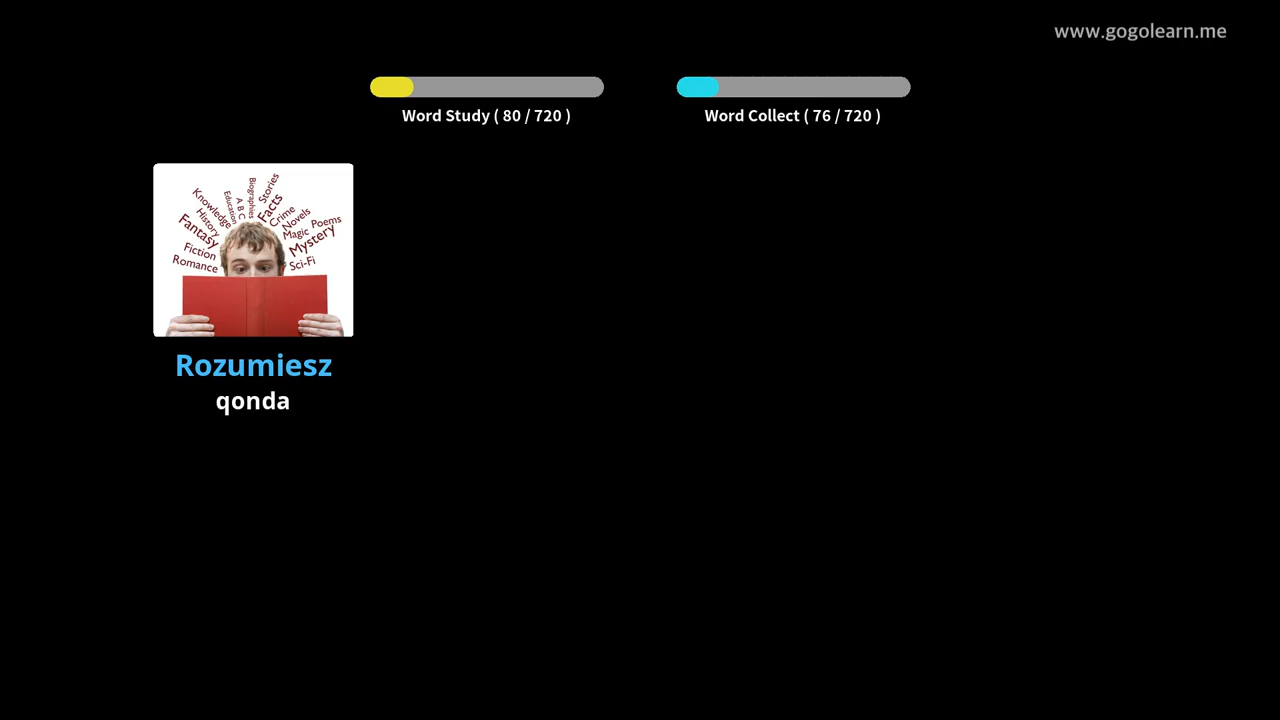 www.gogolearn.me
Word Study ( 80 / 720 )
Word Collect ( 76 / 720 )
Stories
Biographies
Facts
A B C
Education
Knowledge
Crime
History
Novels
Fantasy
Poems
Magic
Mystery
Fiction
Romance
Sci-Fi
Rozumiesz
qonda